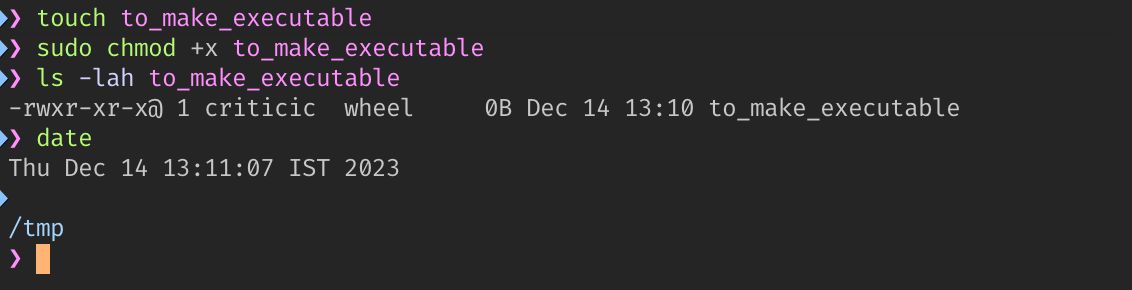 ❯ touch to_make_executable
❯ sudo chmod +x to_make_executable
❯ ls -lah to_make_executable
-rwxr-xr-x@ 1 criticic  wheel     0B Dec 14 13:10 to_make_executable
❯ date
Thu Dec 14 13:11:07 IST 2023
/tmp
❯